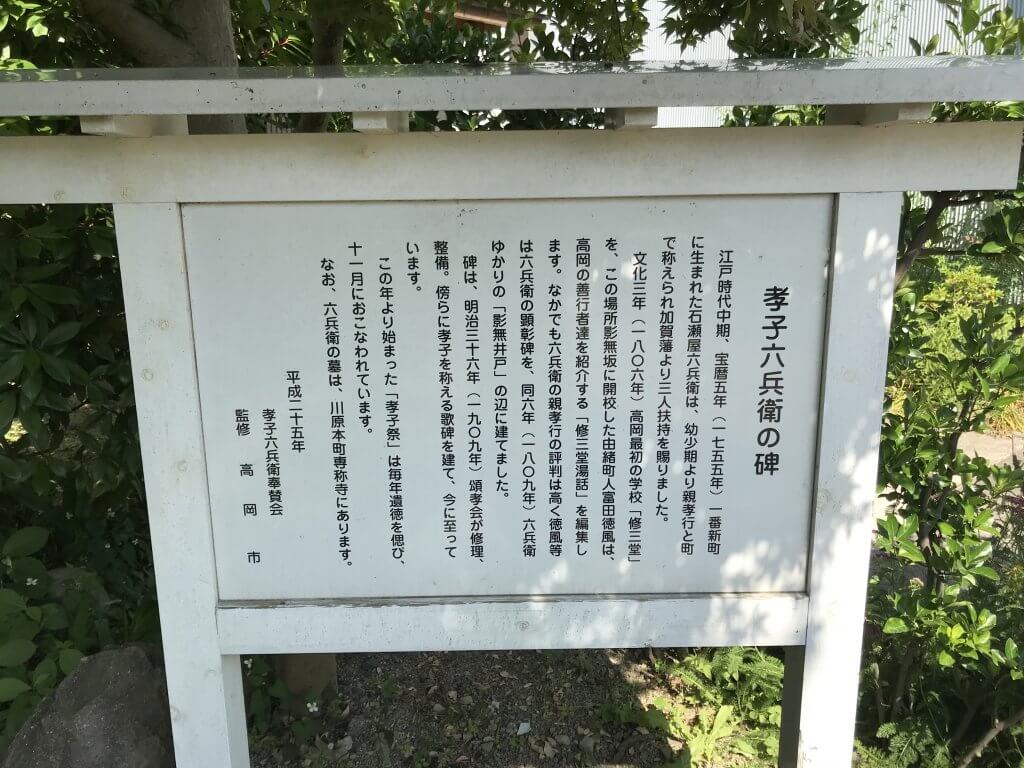 孝子六兵衛の碑
江戸時代中期、宝暦五年（一七五五年）一番新町
に生まれた石瀬屋六兵衛は、幼少期より親孝行と町
で称えられ加賀藩より三人扶持を賜りました。
文化三年（一八〇六年）高岡最初の学校「修三堂」
を、この場所影無坂に開校した由緒町人富田徳風は、
高岡の善行者達を紹介する「修三堂湯話」を編集し
ます。なかでも六兵衛の親孝行の評判は高く徳風等
は六兵衛の顕彰碑を、同六年（一八〇九年）六兵衛
ゆかりの「影無井戸」の辺に建てました。
碑は、明治三十六年（一九〇九年）頌孝会が修理、
整備。傍らに孝子を称える歌碑を建て、今に至って
います。
この年より始まった「孝子祭」は毎年遺徳を偲び、
十一月におこなわれています。
なお、六兵衛の墓は、川原本町専称寺にあります。
平成二十五年
孝子六兵衛奉賛会
監修　高岡市